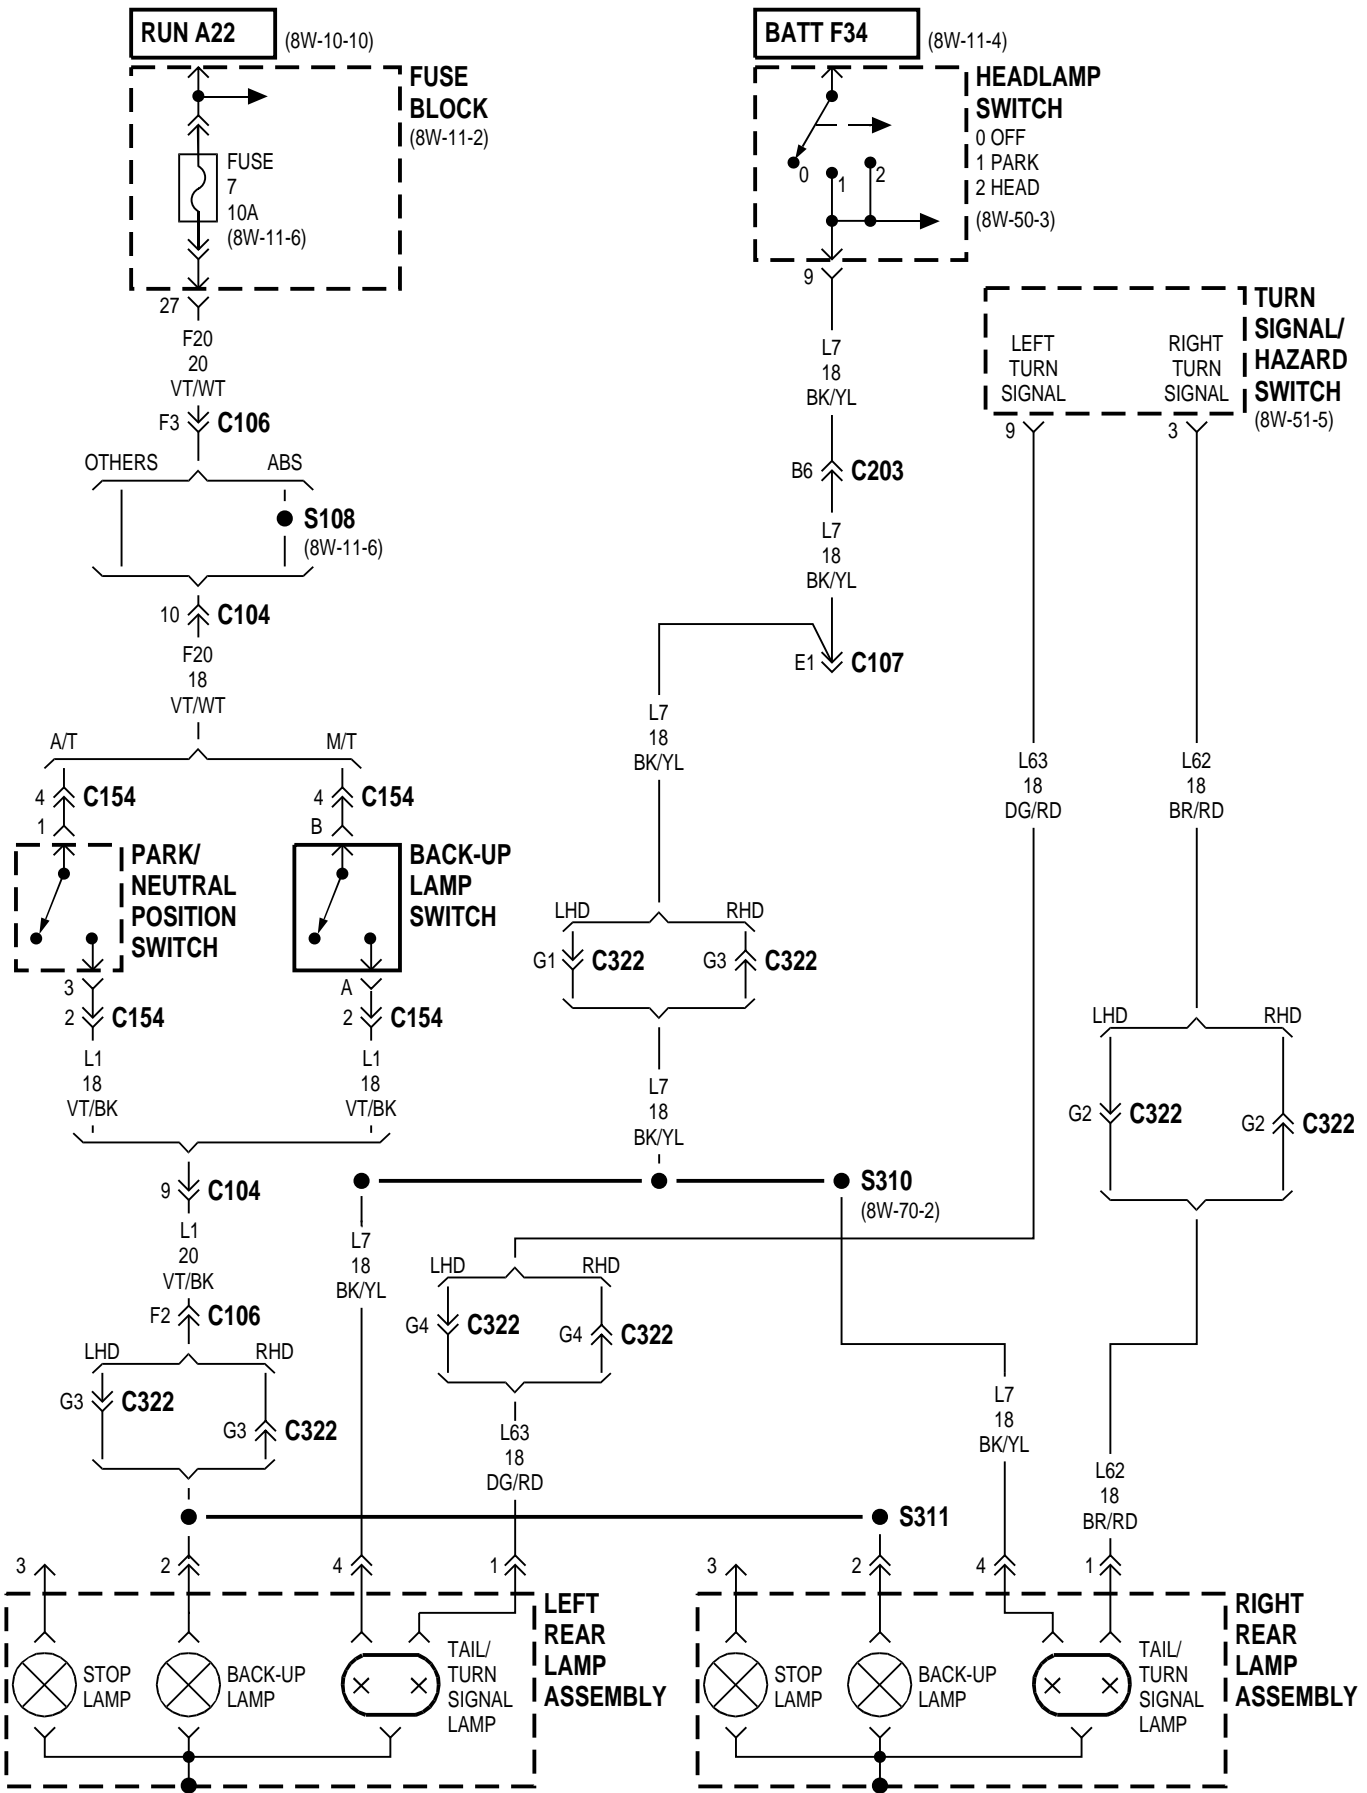 RUN A22
(8W-10-10)
BATT F34
(8W-11-4)
FUSE
BLOCK
(8W-11-2)
FUSE
7
10A
(8W-11-6)
27
HEADLAMP
SWITCH
0 OFF
1 PARK
2 HEAD
(8W-50-3)
0
1
2
9
F20
20
VT/WT
F3
C106
OTHERS
ABS
S108
(8W-11-6)
10
C104
F20
18
VT/WT
A/T
M/T
L7
18
BK/YL
B6
C203
L7
18
BK/YL
E1
C107
L7
18
BK/YL
TURN
SIGNAL/
HAZARD
SWITCH
(8W-51-5)
LEFT
TURN
SIGNAL
RIGHT
TURN
SIGNAL
9
3
L63
18
DG/RD
L62
18
BR/RD
4
C154
1
4
C154
B
PARK/
NEUTRAL
POSITION
SWITCH
BACK-UP
LAMP
SWITCH
3
2
C154
A
2
C154
L1
18
VT/BK
L1
18
VT/BK
LHD
RHD
G1
C322
G3
C322
L7
18
BK/YL
LHD
RHD
G2
C322
G2
C322
9
C104
L1
20
VT/BK
F2
C106
S310
(8W-70-2)
L7
18
BK/YL
LHD
RHD
G4
C322
G4
C322
LHD
RHD
G3
C322
G3
C322
L63
18
DG/RD
L7
18
BK/YL
L62
18
BR/RD
S311
3
2
4
1
3
2
4
1
LEFT
REAR
LAMP
ASSEMBLY
STOP
LAMP
BACK-UP
LAMP
TAIL/
TURN
SIGNAL
LAMP
RIGHT
REAR
LAMP
ASSEMBLY
STOP
LAMP
BACK-UP
LAMP
TAIL/
TURN
SIGNAL
LAMP